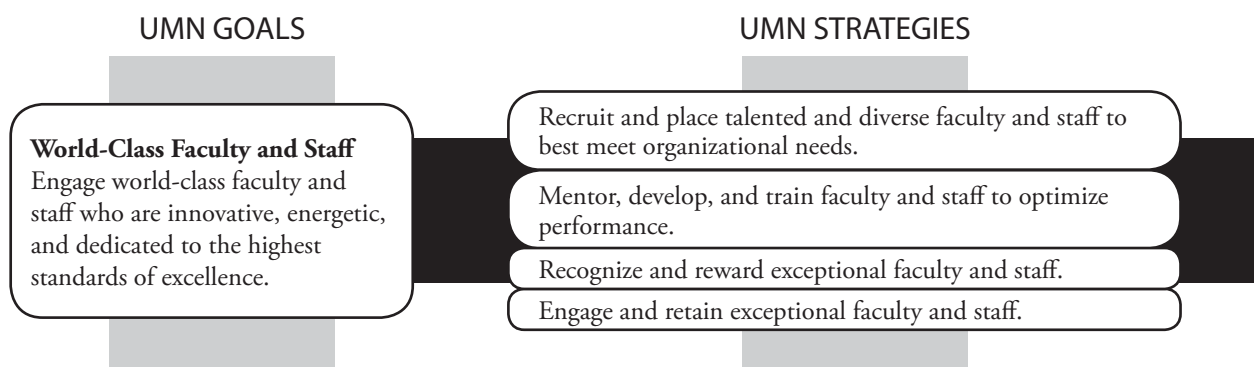 UMN GOALS
UMN STRATEGIES
World-Class Faculty and Staff
Engage world-class faculty and
staff who are innovative, energetic,
and dedicated to the highest
standards of excellence.
Recruit and place talented and diverse faculty and staff to
best meet organizational needs.
Mentor, develop, and train faculty and staff to optimize
performance.
Recognize and reward exceptional faculty and staff.
Engage and retain exceptional faculty and staff.